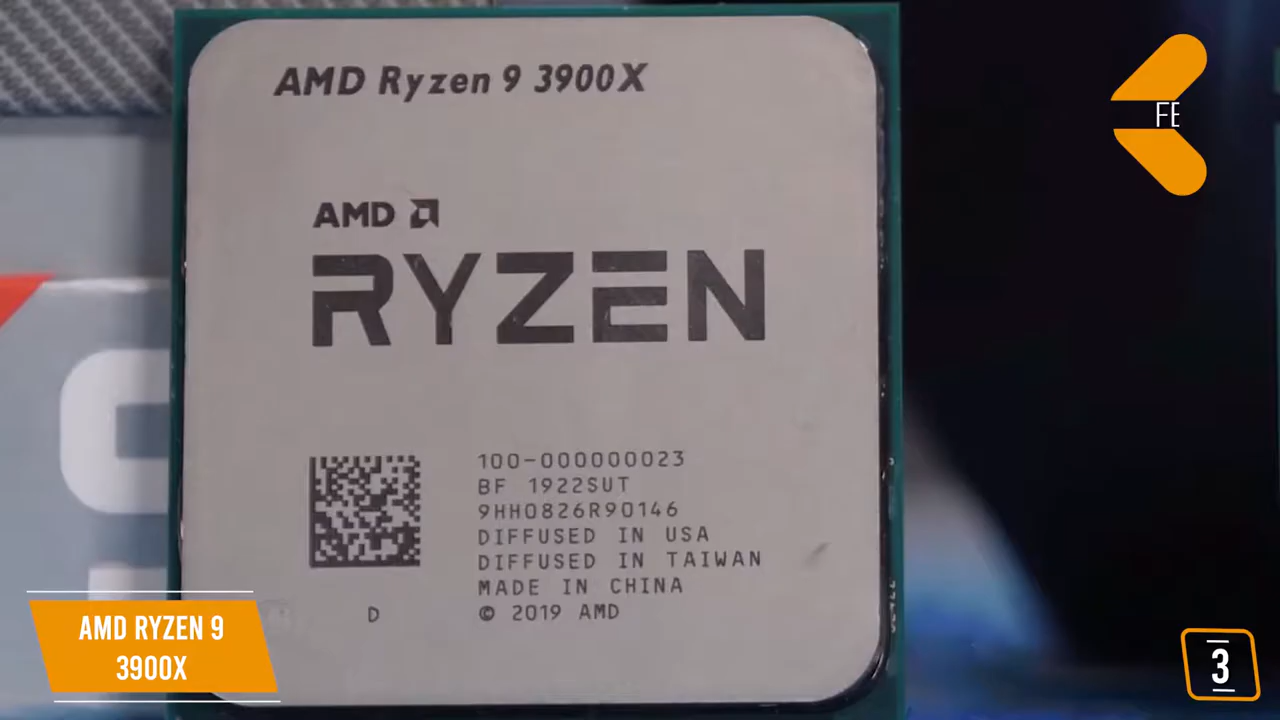 AMD Ryzen 9 3900X
FE
AMD
RYZEN
100-000000023
BF 1922SUT
9HH0826R90146
DIFFUSED IN USA
DIFFUSED IN TAIWAN
MADE IN CHINA
D
© 2019 AMD
AMD RYZEN 9
3900X
3